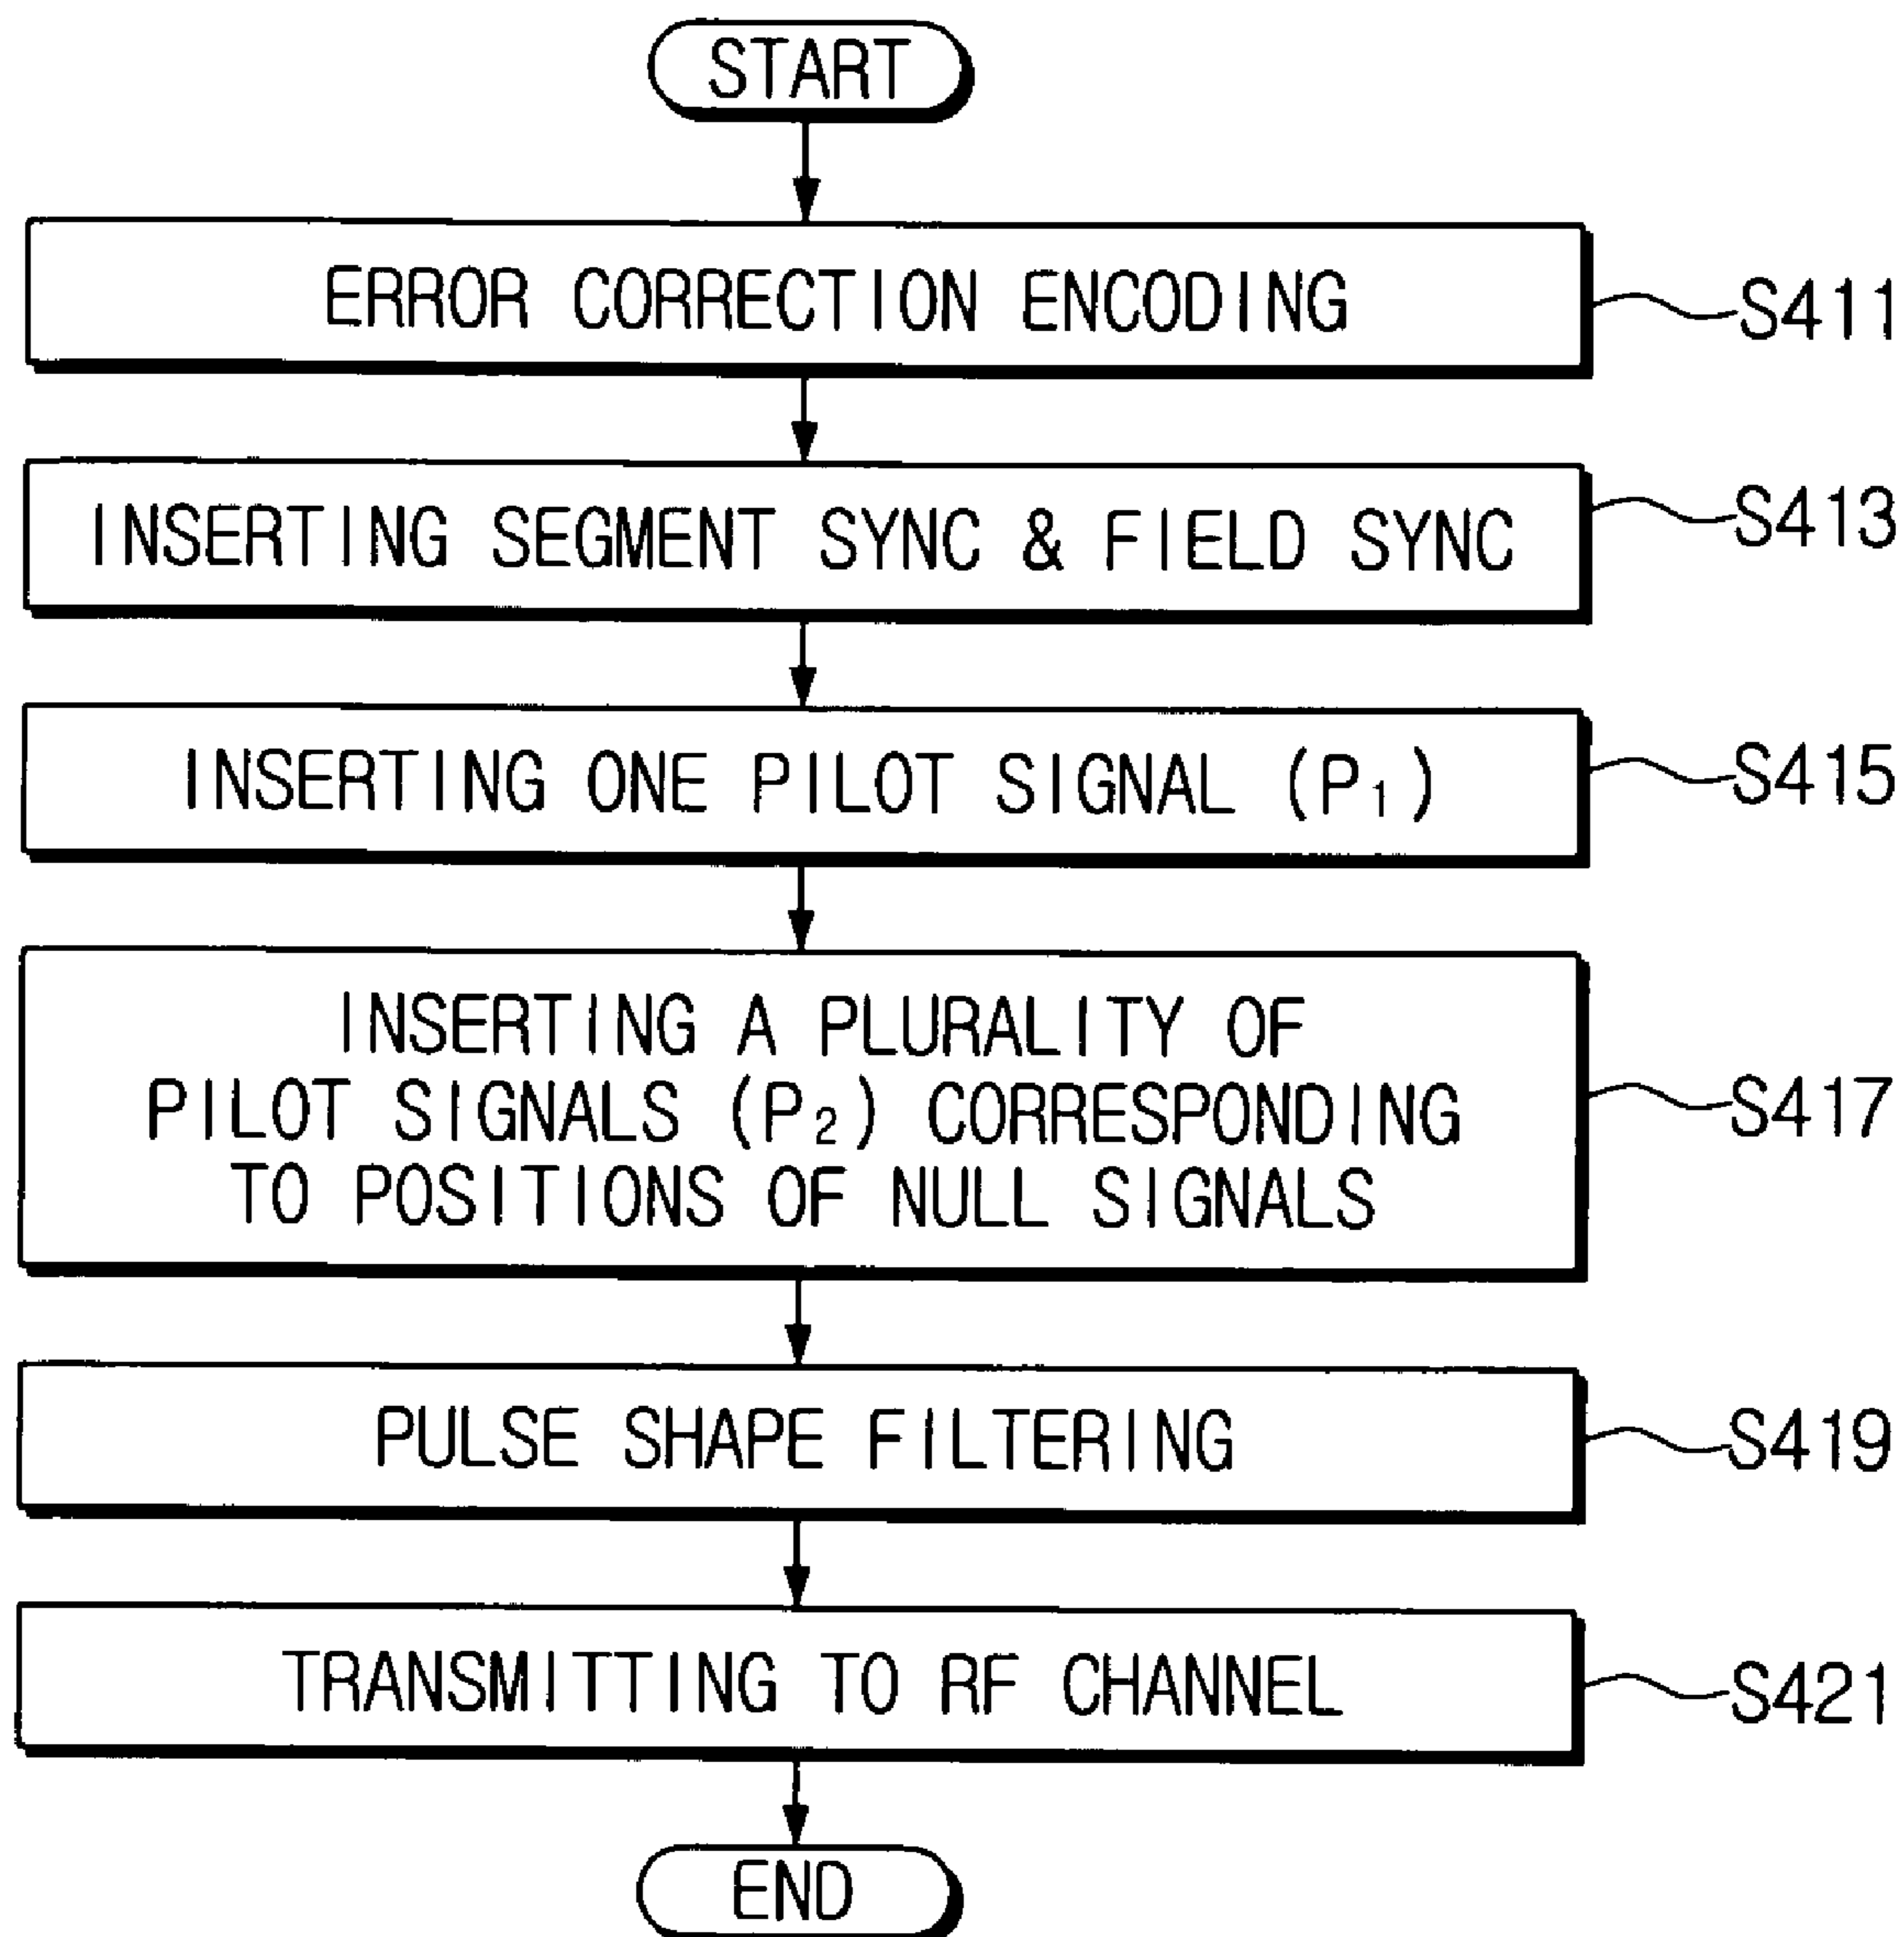 START
ERROR CORRECTION ENCODING
S411
INSERTING SEGMENT SYNC & FIELD SYNC
S413
INSERTING ONE PILOT SIGNAL (P₁)
S415
INSERTING A PLURALITY OF
PILOT SIGNALS (P₂) CORRESPONDING
TO POSITIONS OF NULL SIGNALS
S417
PULSE SHAPE FILTERING
S419
TRANSMITTING TO RF CHANNEL
S421
END